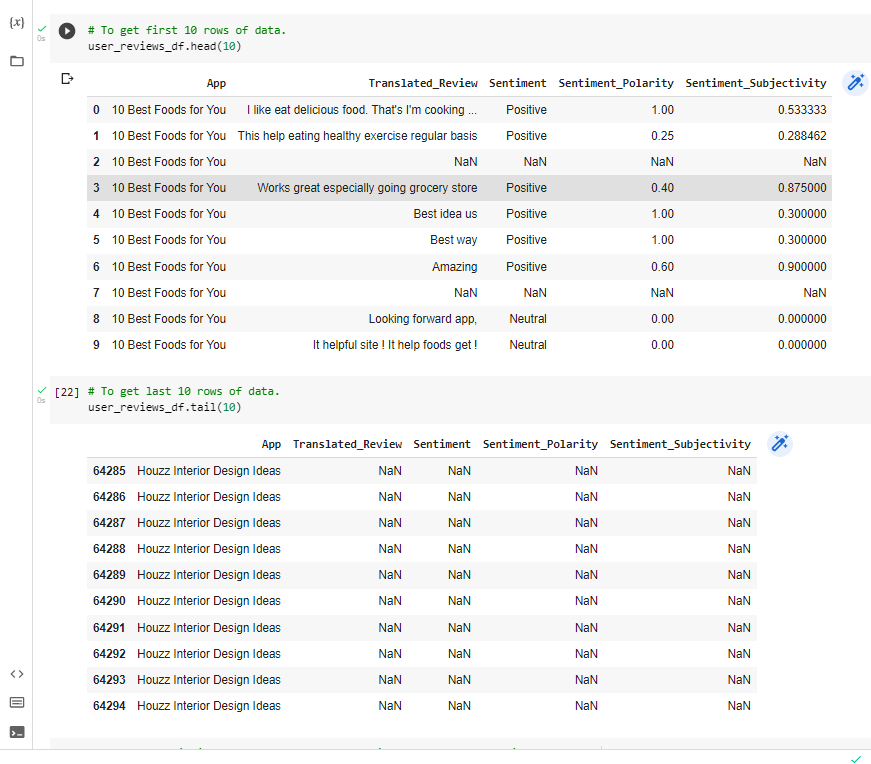 {x}
0s
# To get first 10 rows of data.
user_reviews_df.head(10)
App Translated_Review Sentiment Sentiment_Polarity Sentiment_Subjectivity
0 10 Best Foods for You I like eat delicious food. That's I'm cooking ... Positive 1.00 0.533333
1 10 Best Foods for You This help eating healthy exercise regular basis Positive 0.25 0.288462
2 10 Best Foods for You NaN NaN NaN NaN
3 10 Best Foods for You Works great especially going grocery store Positive 0.40 0.875000
4 10 Best Foods for You Best idea us Positive 1.00 0.300000
5 10 Best Foods for You Best way Positive 1.00 0.300000
6 10 Best Foods for You Amazing Positive 0.60 0.900000
7 10 Best Foods for You NaN NaN NaN NaN
8 10 Best Foods for You Looking forward app, Neutral 0.00 0.000000
9 10 Best Foods for You It helpful site ! It help foods get ! Neutral 0.00 0.000000
0s
[22] # To get last 10 rows of data.
user_reviews_df.tail(10)
App Translated_Review Sentiment Sentiment_Polarity Sentiment_Subjectivity
64285 Houzz Interior Design Ideas NaN NaN NaN NaN
64286 Houzz Interior Design Ideas NaN NaN NaN NaN
64287 Houzz Interior Design Ideas NaN NaN NaN NaN
64288 Houzz Interior Design Ideas NaN NaN NaN NaN
64289 Houzz Interior Design Ideas NaN NaN NaN NaN
64290 Houzz Interior Design Ideas NaN NaN NaN NaN
64291 Houzz Interior Design Ideas NaN NaN NaN NaN
64292 Houzz Interior Design Ideas NaN NaN NaN NaN
64293 Houzz Interior Design Ideas NaN NaN NaN NaN
64294 Houzz Interior Design Ideas NaN NaN NaN NaN